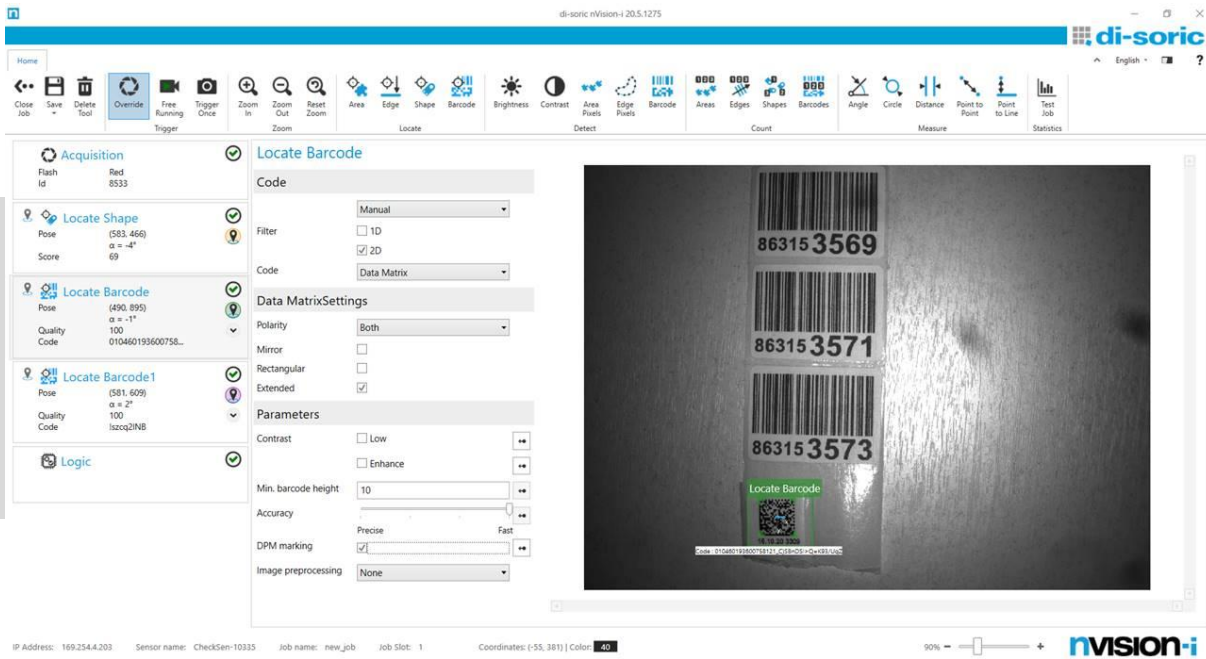 n di-soric nVision-i 20.5.1275
di-soric
Home
English
?
Close Job
Save
Delete Tool
Override
Free Running
Trigger Once
Zoom In
Zoom Out
Reset Zoom
Area
Edge
Shape
Barcode
Brightness
Contrast
Area Pixels
Edge Pixels
Barcode
Areas
Edges
Shapes
Barcodes
Angle
Circle
Distance
Point to Point
Point to Line
Test Job
Trigger
Zoom
Locate
Detect
Count
Measure
Statistics
Acquisition
Flash Red
Id 8533
Locate Shape
Pose (583, 466)
α = -4°
Score 69
Locate Barcode
Pose (490, 895)
α = -1°
Quality 100
Code 010460193600758...
Locate Barcode1
Pose (581, 609)
α = 2°
Quality 100
Code !szcq2INB
Logic
Locate Barcode
Code
Manual
Filter 1D
2D
Code Data Matrix
Data MatrixSettings
Polarity Both
Mirror
Rectangular
Extended
Parameters
Contrast Low
Enhance
Min. barcode height 10
Accuracy
Precise Fast
DPM marking
Image preprocessing None
86315 3569
86315 3571
86315 3573
Locate Barcode
IP Address: 169.254.4.203 Sensor name: CheckSen-10335 Job name: new_job Job Slot: 1 Coordinates: (-55, 381) | Color: 40
90% - +
nVISION-i